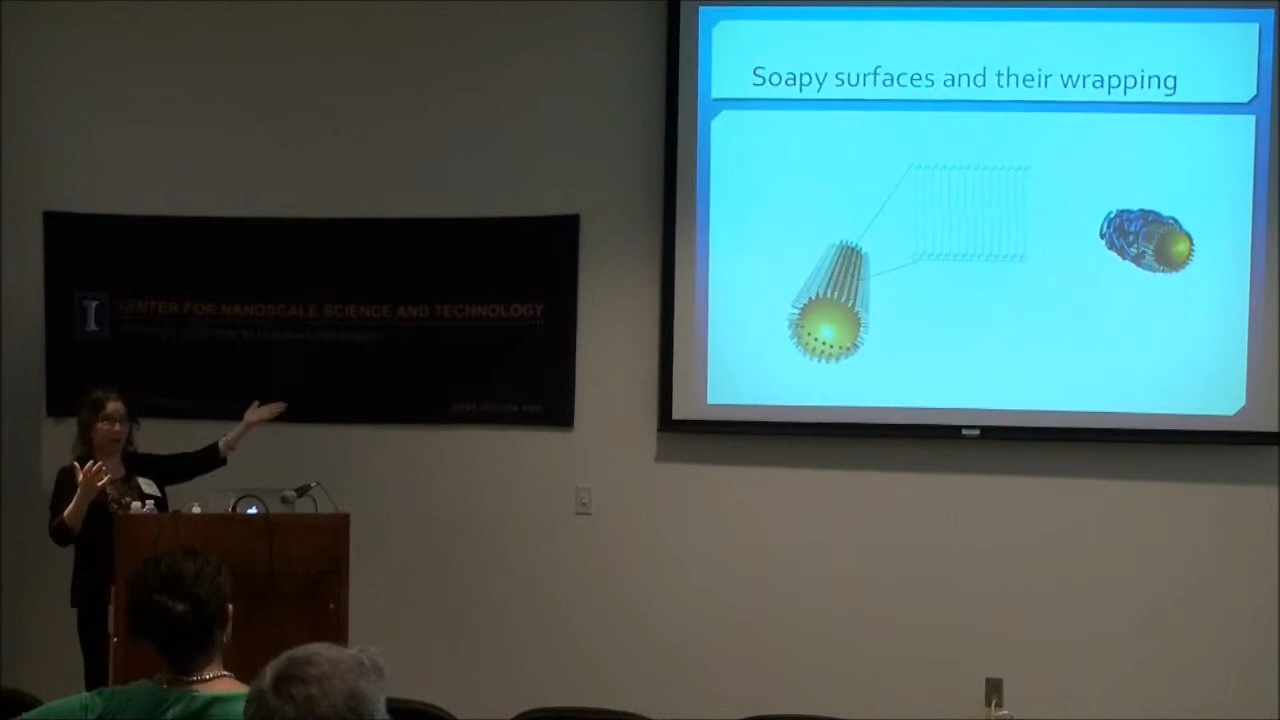 Soapy surfaces and their wrapping
I
CENTER FOR NANOSCALE SCIENCE AND TECHNOLOGY